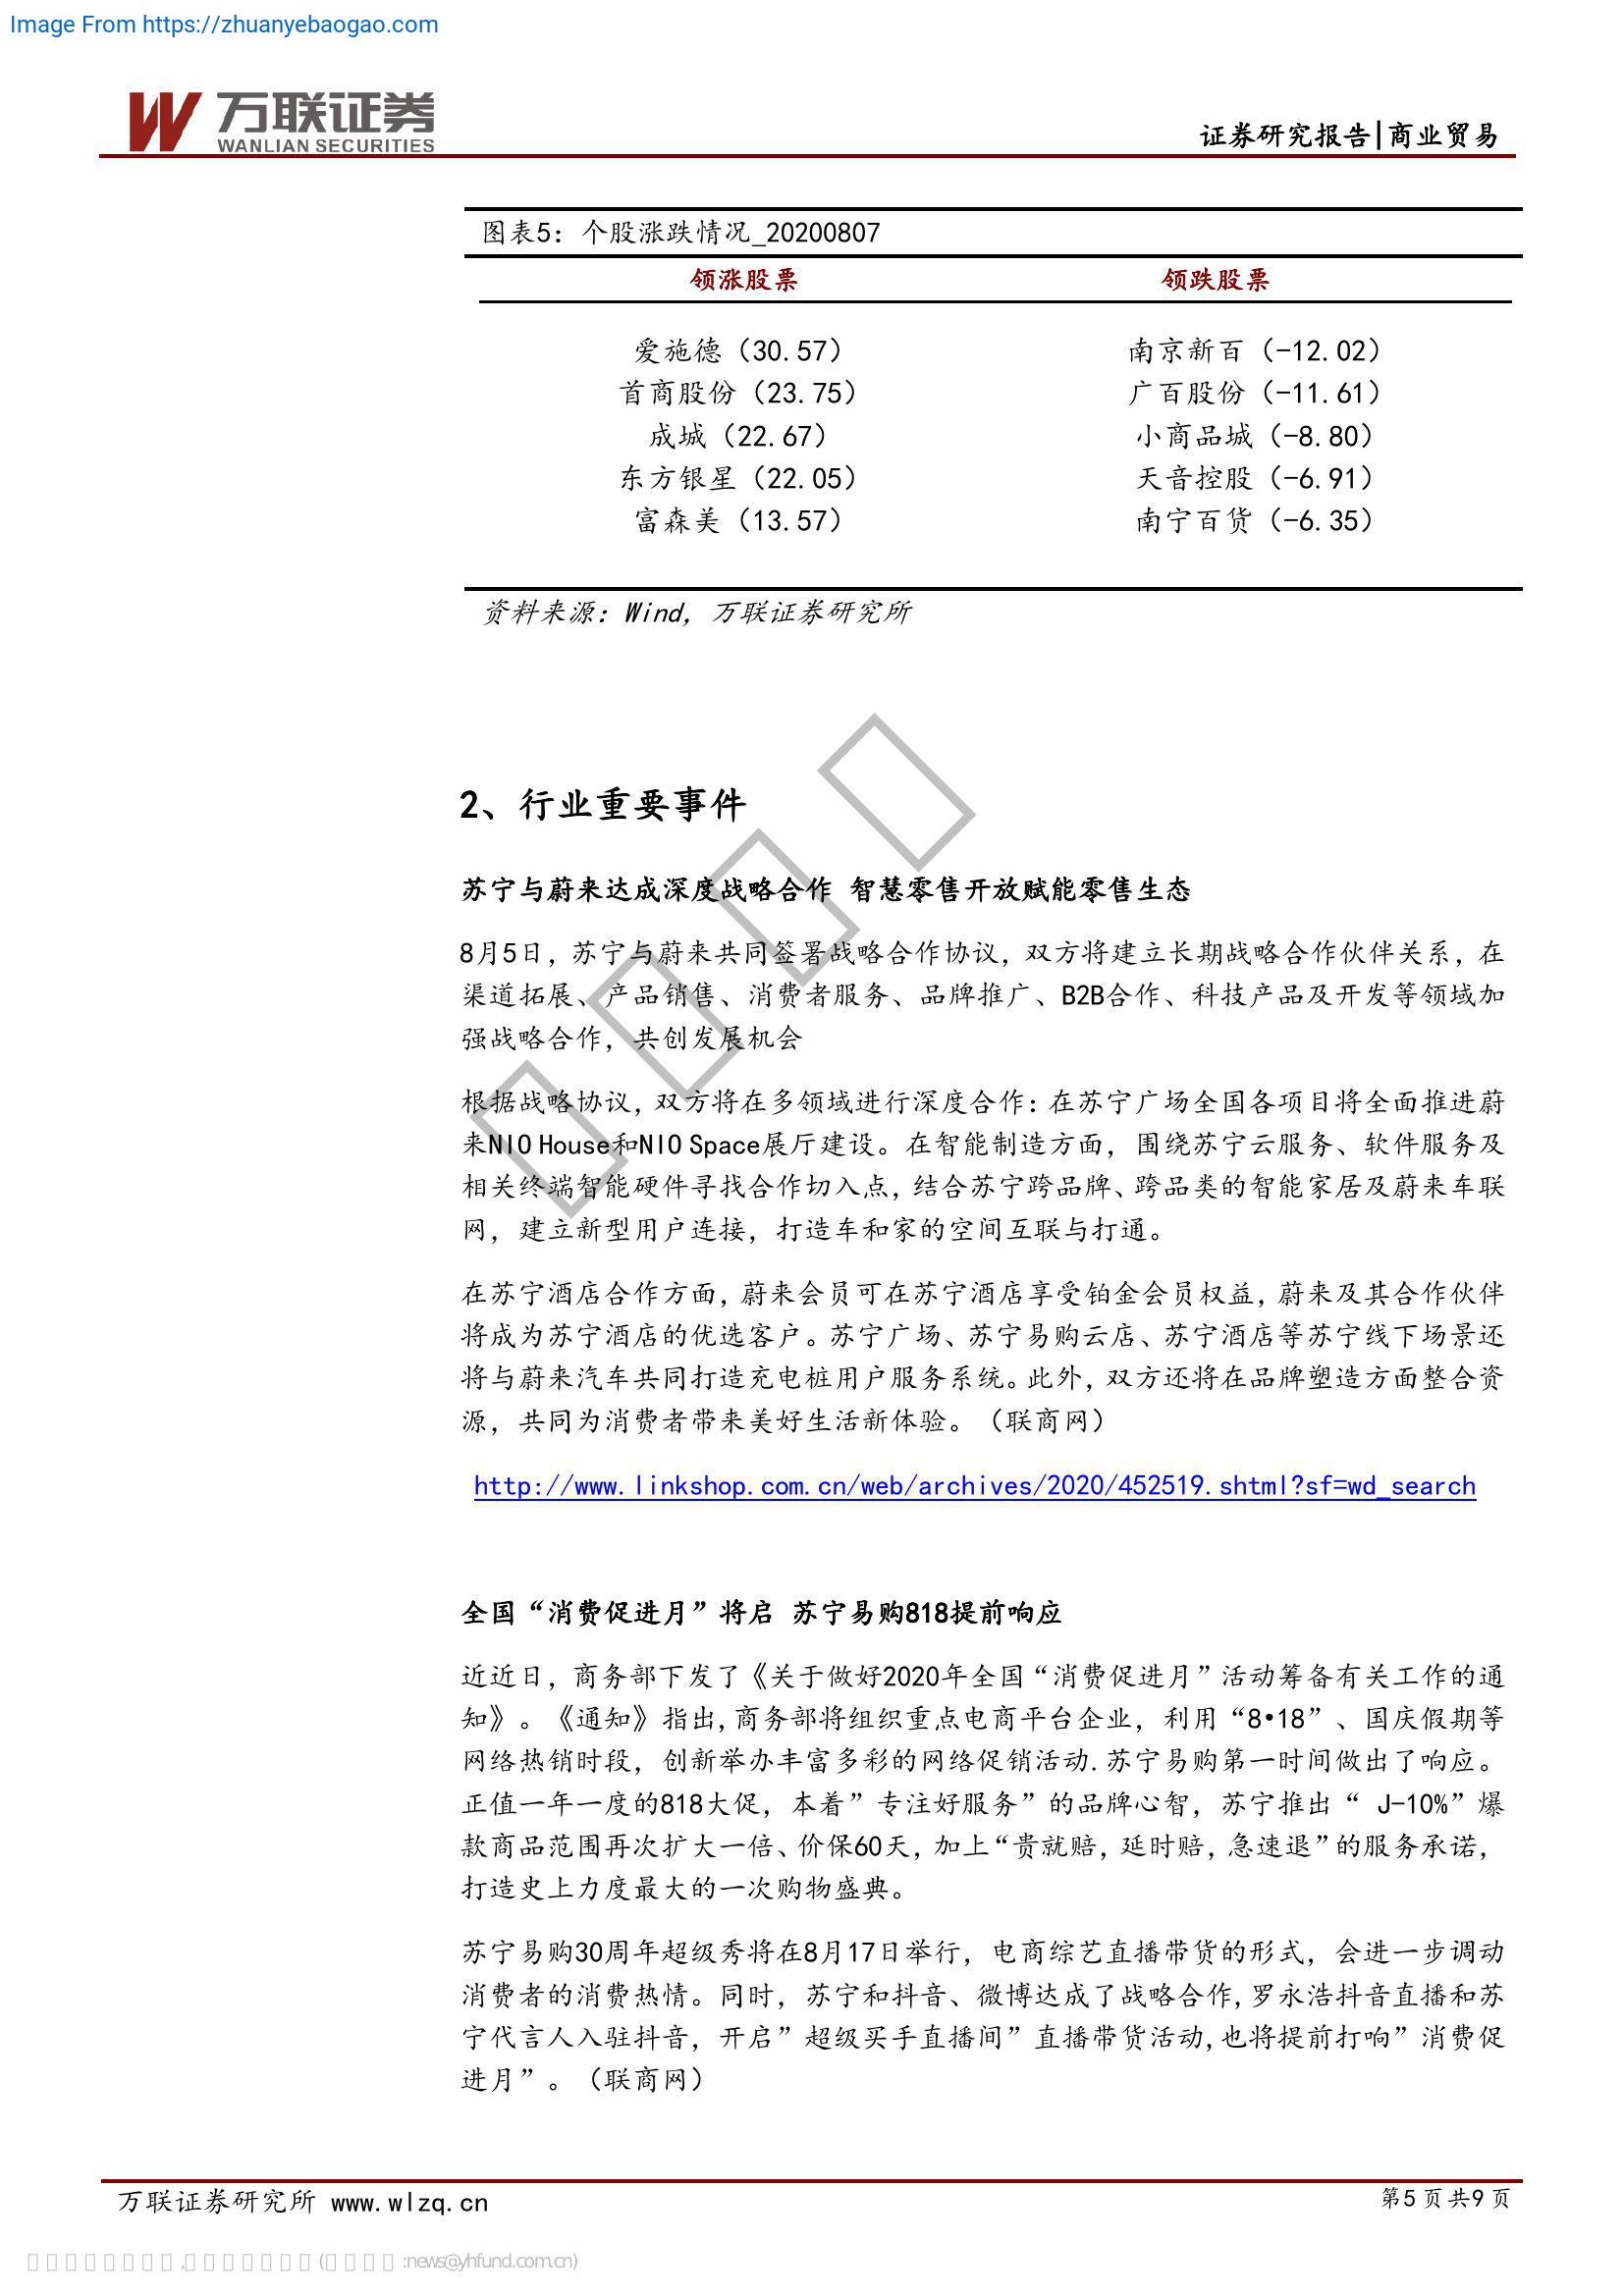 Image From https://zhuanyebaogao.com
万联证券
WANLIAN SECURITIES
证券研究报告|商业贸易
图表5：个股涨跌情况_20200807
领涨股票 领跌股票
爱施德（30.57） 南京新百（-12.02）
首商股份（23.75） 广百股份（-11.61）
成城（22.67） 小商品城（-8.80）
东方银星（22.05） 天音控股（-6.91）
富森美（13.57） 南宁百货（-6.35）
资料来源：Wind，万联证券研究所
2、行业重要事件
苏宁与蔚来达成深度战略合作 智慧零售开放赋能零售生态
8月5日，苏宁与蔚来共同签署战略合作协议，双方将建立长期战略合作伙伴关系，在
渠道拓展、产品销售、消费者服务、品牌推广、B2B合作、科技产品及开发等领域加
强战略合作，共创发展机会
根据战略协议，双方将在多领域进行深度合作：在苏宁广场全国各项目将全面推进蔚
来NIO House和NIO Space展厅建设。在智能制造方面，围绕苏宁云服务、软件服务及
相关终端智能硬件寻找合作切入点，结合苏宁跨品牌、跨品类的智能家居及蔚来车联
网，建立新型用户连接，打造车和家的空间互联与打通。
在苏宁酒店合作方面，蔚来会员可在苏宁酒店享受铂金会员权益，蔚来及其合作伙伴
将成为苏宁酒店的优选客户。苏宁广场、苏宁易购云店、苏宁酒店等苏宁线下场景还
将与蔚来汽车共同打造充电桩用户服务系统。此外，双方还将在品牌塑造方面整合资
源，共同为消费者带来美好生活新体验。（联商网）
http://www.linkshop.com.cn/web/archives/2020/452519.shtml?sf=wd_search
全国“消费促进月”将启 苏宁易购818提前响应
近近日，商务部下发了《关于做好2020年全国“消费促进月”活动筹备有关工作的通
知》。《通知》指出,商务部将组织重点电商平台企业，利用“8•18”、国庆假期等
网络热销时段，创新举办丰富多彩的网络促销活动.苏宁易购第一时间做出了响应。
正值一年一度的818大促，本着”专注好服务”的品牌心智，苏宁推出“ J-10%”爆
款商品范围再次扩大一倍、价保60天，加上“贵就赔，延时赔，急速退”的服务承诺，
打造史上力度最大的一次购物盛典。
苏宁易购30周年超级秀将在8月17日举行，电商综艺直播带货的形式，会进一步调动
消费者的消费热情。同时，苏宁和抖音、微博达成了战略合作,罗永浩抖音直播和苏
宁代言人入驻抖音，开启”超级买手直播间”直播带货活动,也将提前打响”消费促
进月”。（联商网）
万联证券研究所 www.wlzq.cn 第5页共9页
:news@yhfund.com.cn)